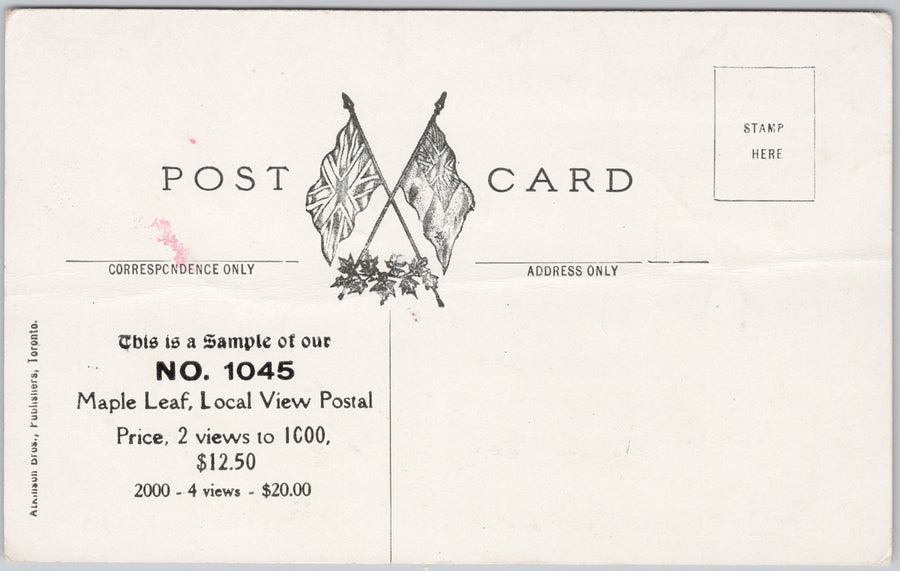 POST CARD
STAMP
HERE
CORRESPONDENCE ONLY
ADDRESS ONLY
This is a Sample of our
NO. 1045
Maple Leaf, Local View Postal
Price, 2 views to 1000,
$12.50
2000 - 4 views - $20.00
Atkinson Bros., Publishers, Toronto.